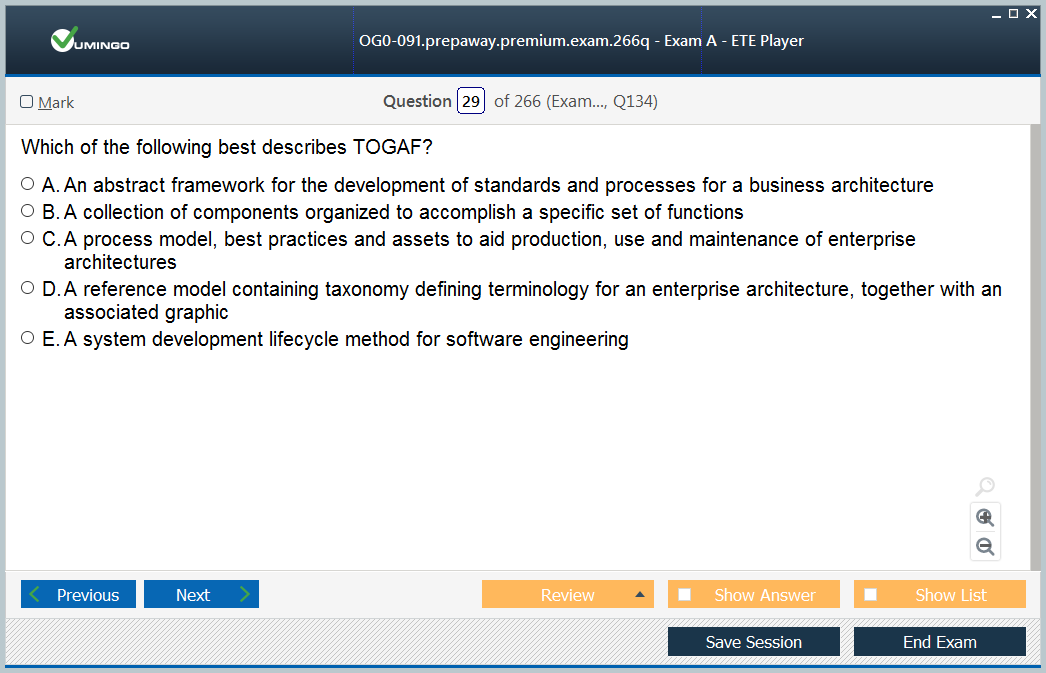 VUMINGO
OG0-091.prepaway.premium.exam.266q - Exam A - ETE Player
Mark
Question 29 of 266 (Exam..., Q134)
Which of the following best describes TOGAF?
A. An abstract framework for the development of standards and processes for a business architecture
B. A collection of components organized to accomplish a specific set of functions
C. A process model, best practices and assets to aid production, use and maintenance of enterprise
architectures
D. A reference model containing taxonomy defining terminology for an enterprise architecture, together with an
associated graphic
E. A system development lifecycle method for software engineering
Previous
Next
Review
Show Answer
Show List
Save Session
End Exam